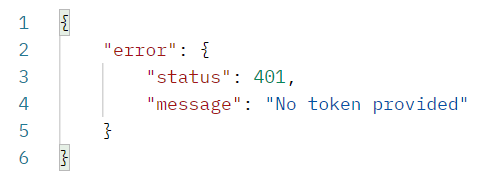 1 {
2     "error": {
3         "status": 401,
4         "message": "No token provided"
5     }
6 }